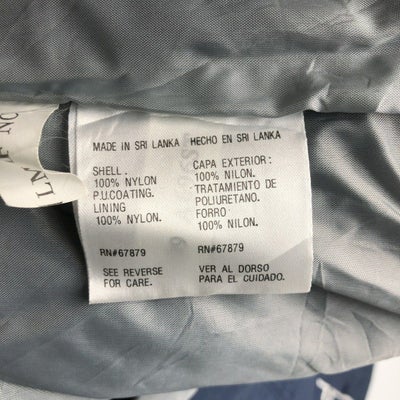 MADE IN SRI LANKA
SHELL:
100% NYLON
P.U.COATING.
LINING
100% NYLON.
RN#67879
SEE REVERSE
FOR CARE.
HECHO EN SRI LANKA
CAPA EXTERIOR:
100% NILON.
TRATAMIENTO DE
POLIURETANO.
FORRO
100% NILON.
RN#67879
VER AL DORSO
PARA EL CUIDADO.